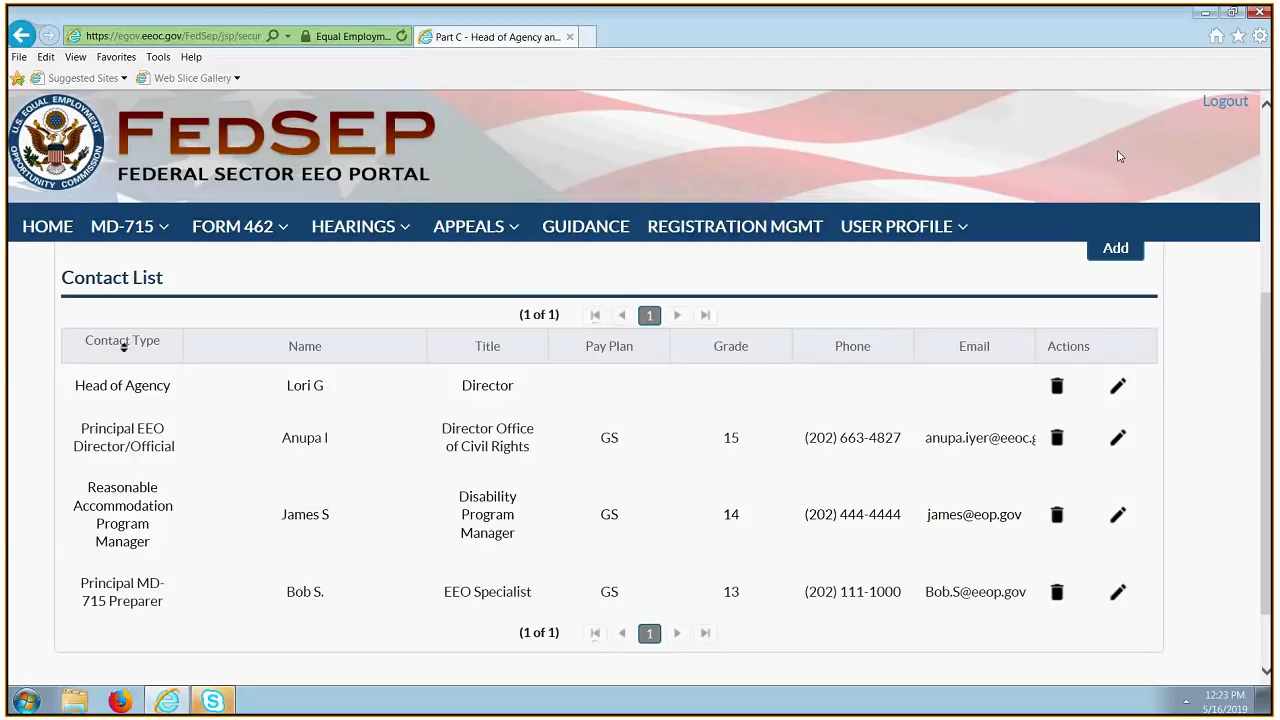 https://egov.eeoc.gov/FedSep/jsp/secur
Equal Employm...
Part C - Head of Agency an...
File Edit View Favorites Tools Help
Suggested Sites
Web Slice Gallery
U.S. EQUAL EMPLOYMENT OPPORTUNITY COMMISSION
FEDSEP
FEDERAL SECTOR EEO PORTAL
Logout
HOME MD-715 FORM 462 HEARINGS APPEALS GUIDANCE REGISTRATION MGMT USER PROFILE
Add
Contact List
(1 of 1) 1
Contact Type Name Title Pay Plan Grade Phone Email Actions
Head of Agency Lori G Director
Principal EEO
Director/Official
Anupa I
Director Office
of Civil Rights
GS 15 (202) 663-4827 anupa.iyer@eeoc.g
Reasonable
Accommodation
Program
Manager
James S
Disability
Program
Manager
GS 14 (202) 444-4444 james@eop.gov
Principal MD-
715 Preparer
Bob S. EEO Specialist GS 13 (202) 111-1000 Bob.S@eeop.gov
(1 of 1) 1
12:23 PM
5/16/2019